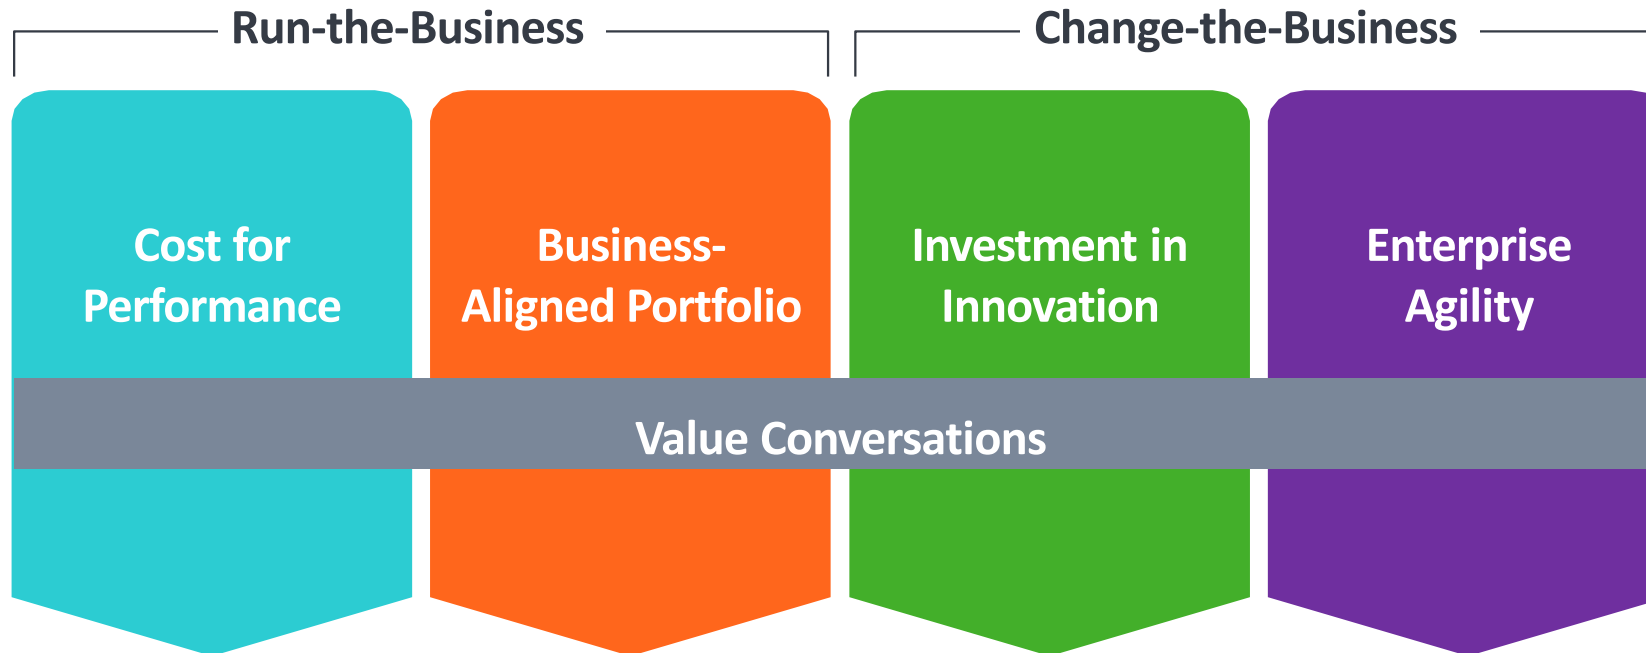 Run-the-Business
Change-the-Business
Cost for
Performance
Business-
Aligned Portfolio
Investment in
Innovation
Enterprise
Agility
Value Conversations